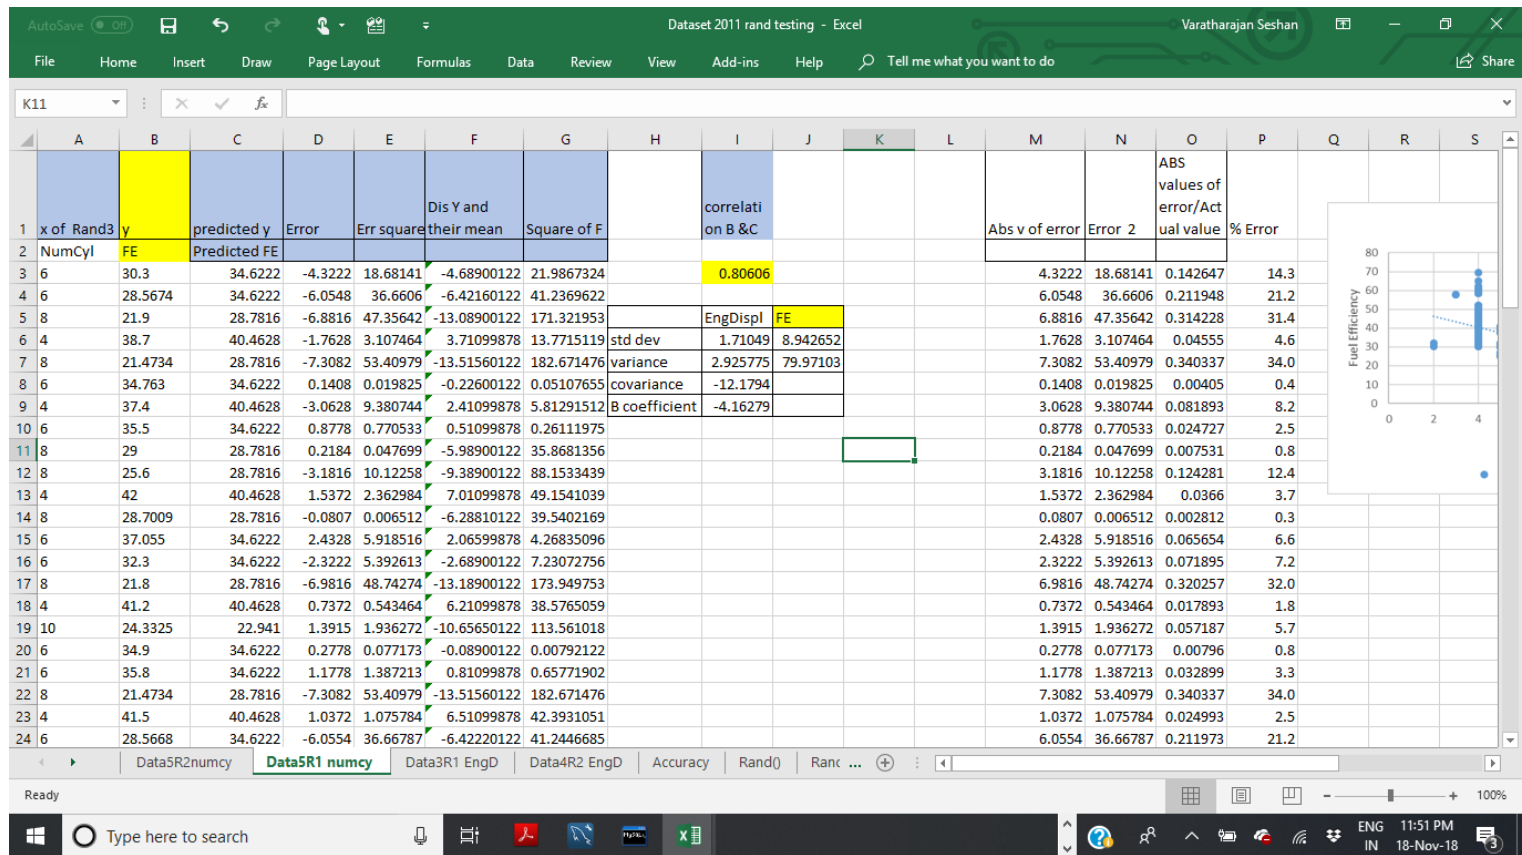 AutoSave Off Dataset 2011 rand testing - Excel Varatharajan Seshan
File Home Insert Draw Page Layout Formulas Data Review View Add-ins Help Tell me what you want to do Share
K11 fx
A B C D E F G H I J K L M N O P Q R S
ABS
values of
Dis Y and correlati error/Act
1 x of Rand3 y predicted y Error Err square their mean Square of F on B &C Abs v of error Error 2 ual value % Error
2 NumCyl FE Predicted FE
3 6 30.3 34.6222 -4.3222 18.68141 -4.68900122 21.9867324 0.80606 4.3222 18.68141 0.142647 14.3
4 6 28.5674 34.6222 -6.0548 36.6606 -6.42160122 41.2369622 6.0548 36.6606 0.211948 21.2
5 8 21.9 28.7816 -6.8816 47.35642 -13.08900122 171.321953 EngDispl FE 6.8816 47.35642 0.314228 31.4
6 4 38.7 40.4628 -1.7628 3.107464 3.71099878 13.7715119 std dev 1.71049 8.942652 1.7628 3.107464 0.04555 4.6
7 8 21.4734 28.7816 -7.3082 53.40979 -13.51560122 182.671476 variance 2.925775 79.97103 7.3082 53.40979 0.340337 34.0
8 6 34.763 34.6222 0.1408 0.019825 -0.22600122 0.05107655 covariance -12.1794 0.1408 0.019825 0.00405 0.4
9 4 37.4 40.4628 -3.0628 9.380744 2.41099878 5.81291512 B coefficient -4.16279 3.0628 9.380744 0.081893 8.2
10 6 35.5 34.6222 0.8778 0.770533 0.51099878 0.26111975 0.8778 0.770533 0.024727 2.5
11 8 29 28.7816 0.2184 0.047699 -5.98900122 35.8681356 0.2184 0.047699 0.007531 0.8
12 8 25.6 28.7816 -3.1816 10.12258 -9.38900122 88.1533439 3.1816 10.12258 0.124281 12.4
13 4 42 40.4628 1.5372 2.362984 7.01099878 49.1541039 1.5372 2.362984 0.0366 3.7
14 8 28.7009 28.7816 -0.0807 0.006512 -6.28810122 39.5402169 0.0807 0.006512 0.002812 0.3
15 6 37.055 34.6222 2.4328 5.918516 2.06599878 4.26835096 2.4328 5.918516 0.065654 6.6
16 6 32.3 34.6222 -2.3222 5.392613 -2.68900122 7.23072756 2.3222 5.392613 0.071895 7.2
17 8 21.8 28.7816 -6.9816 48.74274 -13.18900122 173.949753 6.9816 48.74274 0.320257 32.0
18 4 41.2 40.4628 0.7372 0.543464 6.21099878 38.5765059 0.7372 0.543464 0.017893 1.8
19 10 24.3325 22.941 1.3915 1.936272 -10.65650122 113.561018 1.3915 1.936272 0.057187 5.7
20 6 34.9 34.6222 0.2778 0.077173 -0.08900122 0.00792122 0.2778 0.077173 0.00796 0.8
21 6 35.8 34.6222 1.1778 1.387213 0.81099878 0.65771902 1.1778 1.387213 0.032899 3.3
22 8 21.4734 28.7816 -7.3082 53.40979 -13.51560122 182.671476 7.3082 53.40979 0.340337 34.0
23 4 41.5 40.4628 1.0372 1.075784 6.51099878 42.3931051 1.0372 1.075784 0.024993 2.5
24 6 28.5668 34.6222 -6.0554 36.66787 -6.42220122 41.2446685 6.0554 36.66787 0.211973 21.2
Fuel Efficiency
80
70
60
50
40
30
20
10
0
0 2 4
Data5R2numcy Data5R1 numcy Data3R1 EngD Data4R2 EngD Accuracy Rand() Ranc ...
Ready 100%
Type here to search ENG 11:51 PM
IN 18-Nov-18 3